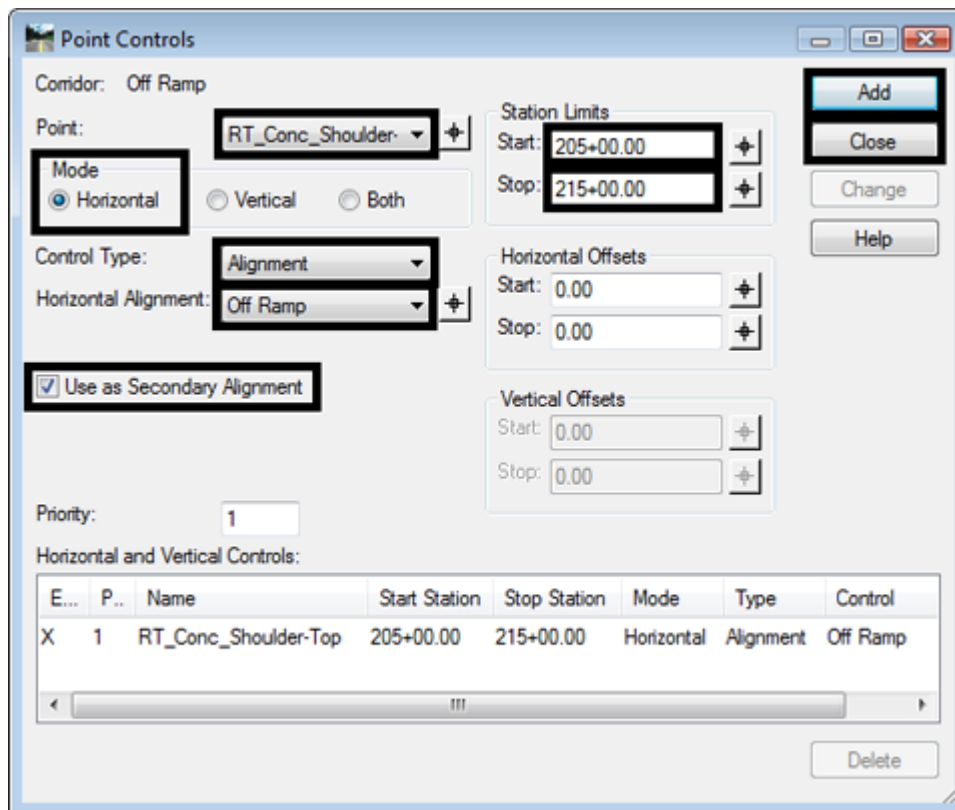 Point Controls
Corridor: Off Ramp
Add
Point: RT_Conc_Shoulder-
Station Limits
Start: 205+00.00
Close
Mode
Stop: 215+00.00
Change
Horizontal Vertical Both
Help
Control Type: Alignment
Horizontal Offsets
Start: 0.00
Horizontal Alignment: Off Ramp
Stop: 0.00
Use as Secondary Alignment
Vertical Offsets
Start: 0.00
Stop: 0.00
Priority: 1
Horizontal and Vertical Controls:
E... P.. Name Start Station Stop Station Mode Type Control
X 1 RT_Conc_Shoulder-Top 205+00.00 215+00.00 Horizontal Alignment Off Ramp
Delete